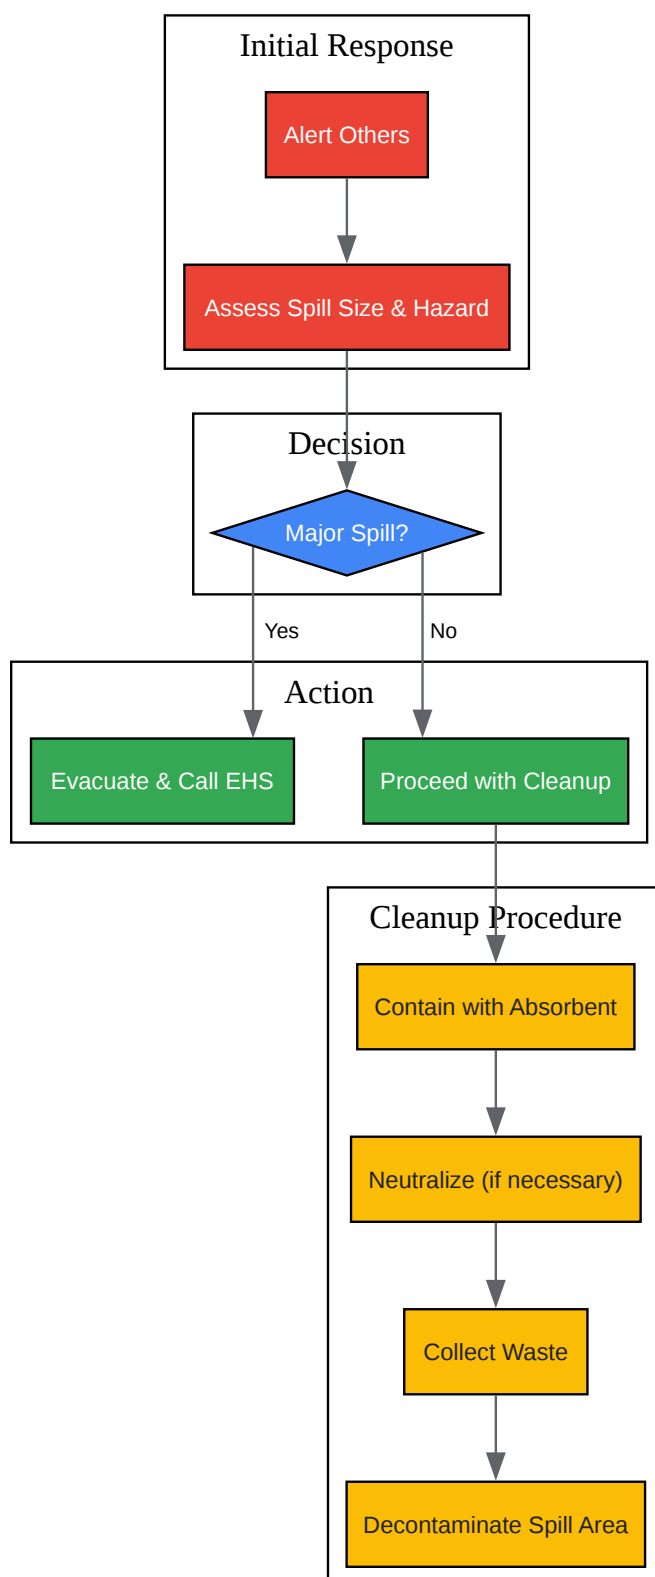 Initial Response
Alert Others
Assess Spill Size & Hazard
Decision
Major Spill?
Yes
No
Action
Evacuate & Call EHS
Proceed with Cleanup
Cleanup Procedure
Contain with Absorbent
Neutralize (if necessary)
Collect Waste
Decontaminate Spill Area